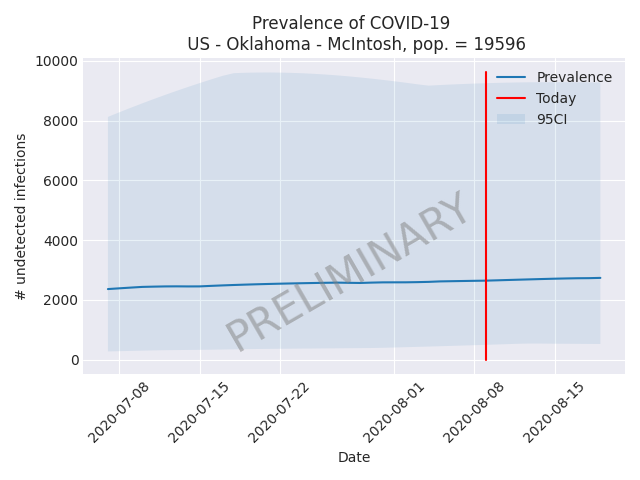 Prevalence of COVID-19
US - Oklahoma - McIntosh, pop. = 19596
# undetected infections
10000
8000
6000
4000
2000
0
Prevalence
Today
95CI
PRELIMINARY
2020-07-08
2020-07-15
2020-07-22
2020-08-01
2020-08-08
2020-08-15
Date